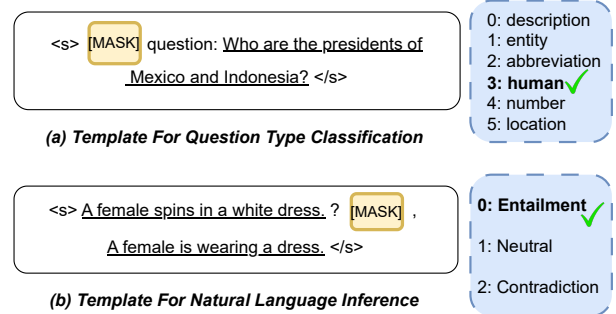 <s> [MASK] question: Who are the presidents of
Mexico and Indonesia? </s>
0: description
1: entity
2: abbreviation
3: human
4: number
5: location
(a) Template For Question Type Classification
<s> A female spins in a white dress. ? [MASK] ,
A female is wearing a dress. </s>
0: Entailment
1: Neutral
2: Contradiction
(b) Template For Natural Language Inference